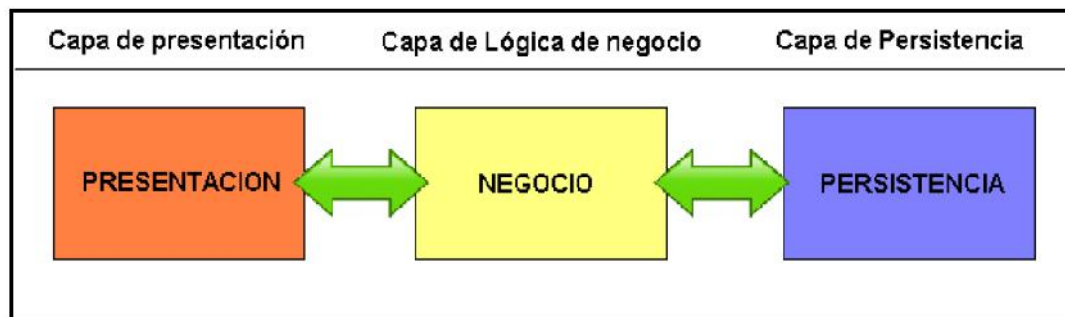 Capa de presentación
Capa de Lógica de negocio
Capa de Persistencia
PRESENTACION
NEGOCIO
PERSISTENCIA